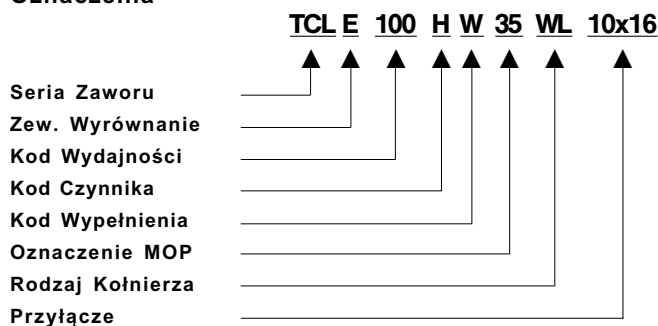 TCL E 100 H W 35 WL 10x16
Seria Zaworu
Zew. Wyrównanie
Kod Wydajności
Kod Czynnika
Kod Wypełnienia
Oznaczenie MOP
Rodzaj Kołnierza
Przyłącze